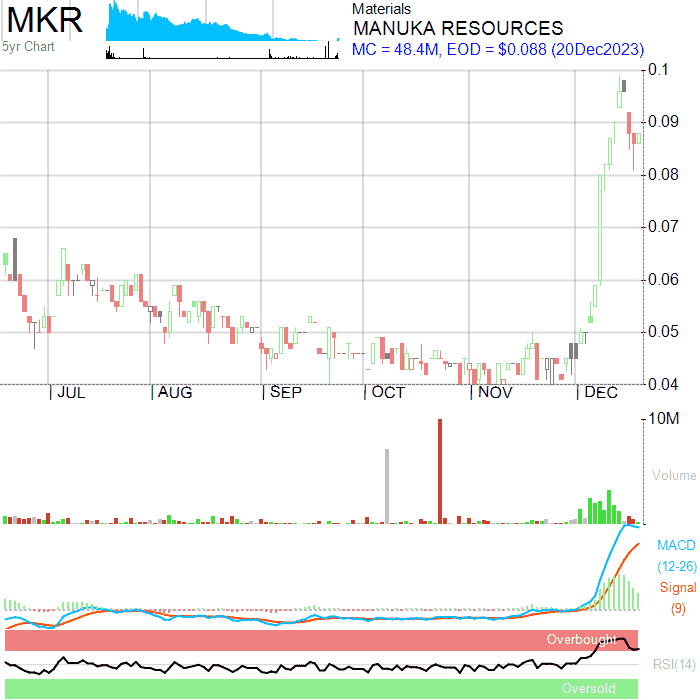 MKR
5yr Chart
Materials
MANUKA RESOURCES
MC = 48.4M, EOD = $0.088 (20Dec2023)
0.1
0.09
0.08
0.07
0.06
0.05
0.04
JUL AUG SEP OCT NOV DEC
10M
Volume
MACD
(12-26)
Signal
(9)
Overbought
RSI(14)
Oversold